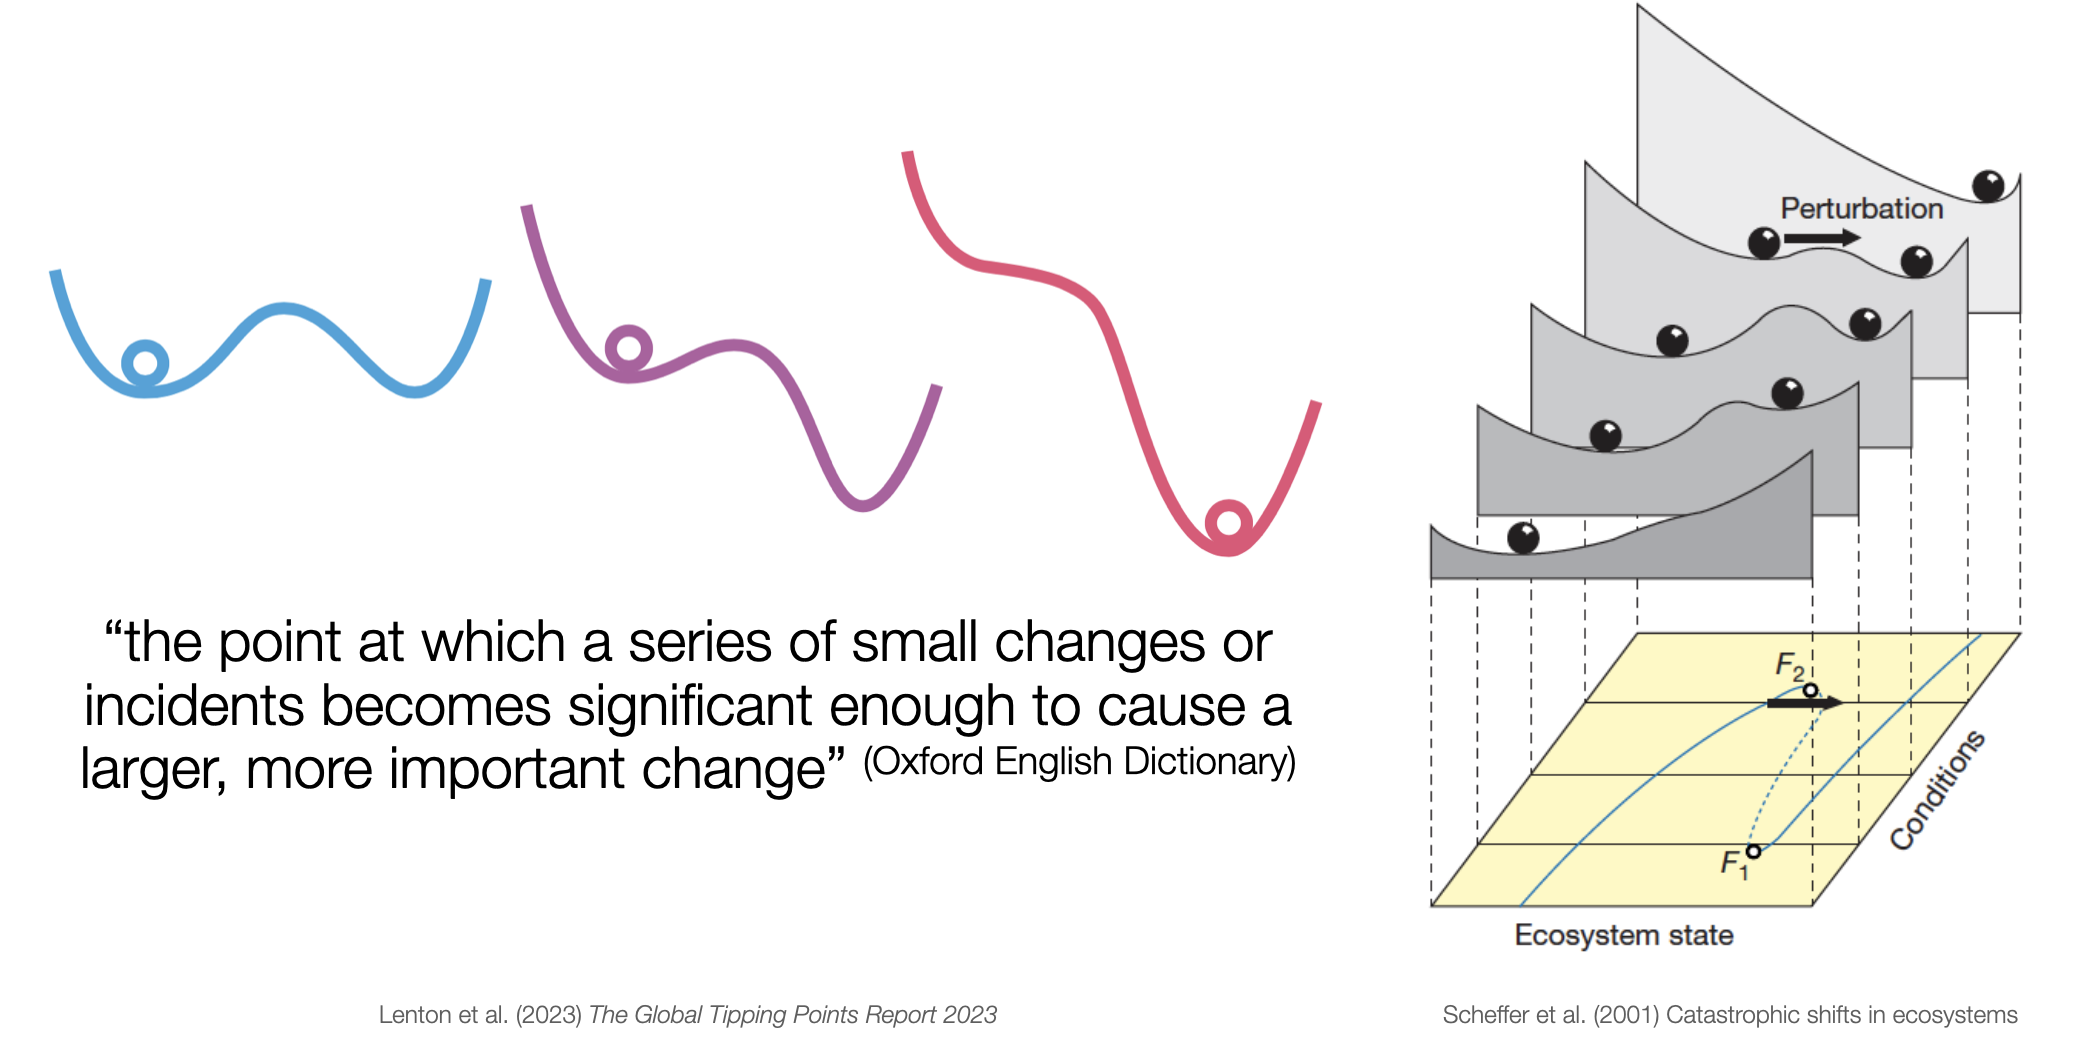 “the point at which a series of small changes or
incidents becomes significant enough to cause a
larger, more important change” (Oxford English Dictionary)
Lenton et al. (2023) The Global Tipping Points Report 2023
Perturbation
F2
F1
Conditions
Ecosystem state
Scheffer et al. (2001) Catastrophic shifts in ecosystems